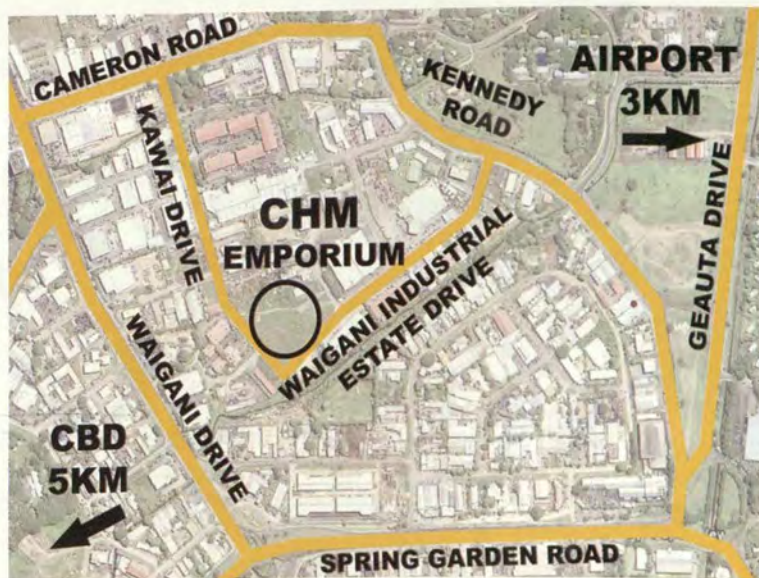 CAMERON ROAD
KAWAI DRIVE
KENNEDY
ROAD
AIRPORT
3KM
CHM
EMPORIUM
WAIGANI INDUSTRIAL
ESTATE DRIVE
GEAUTA DRIVE
WAIGANI DRIVE
CBD
5KM
SPRING GARDEN ROAD